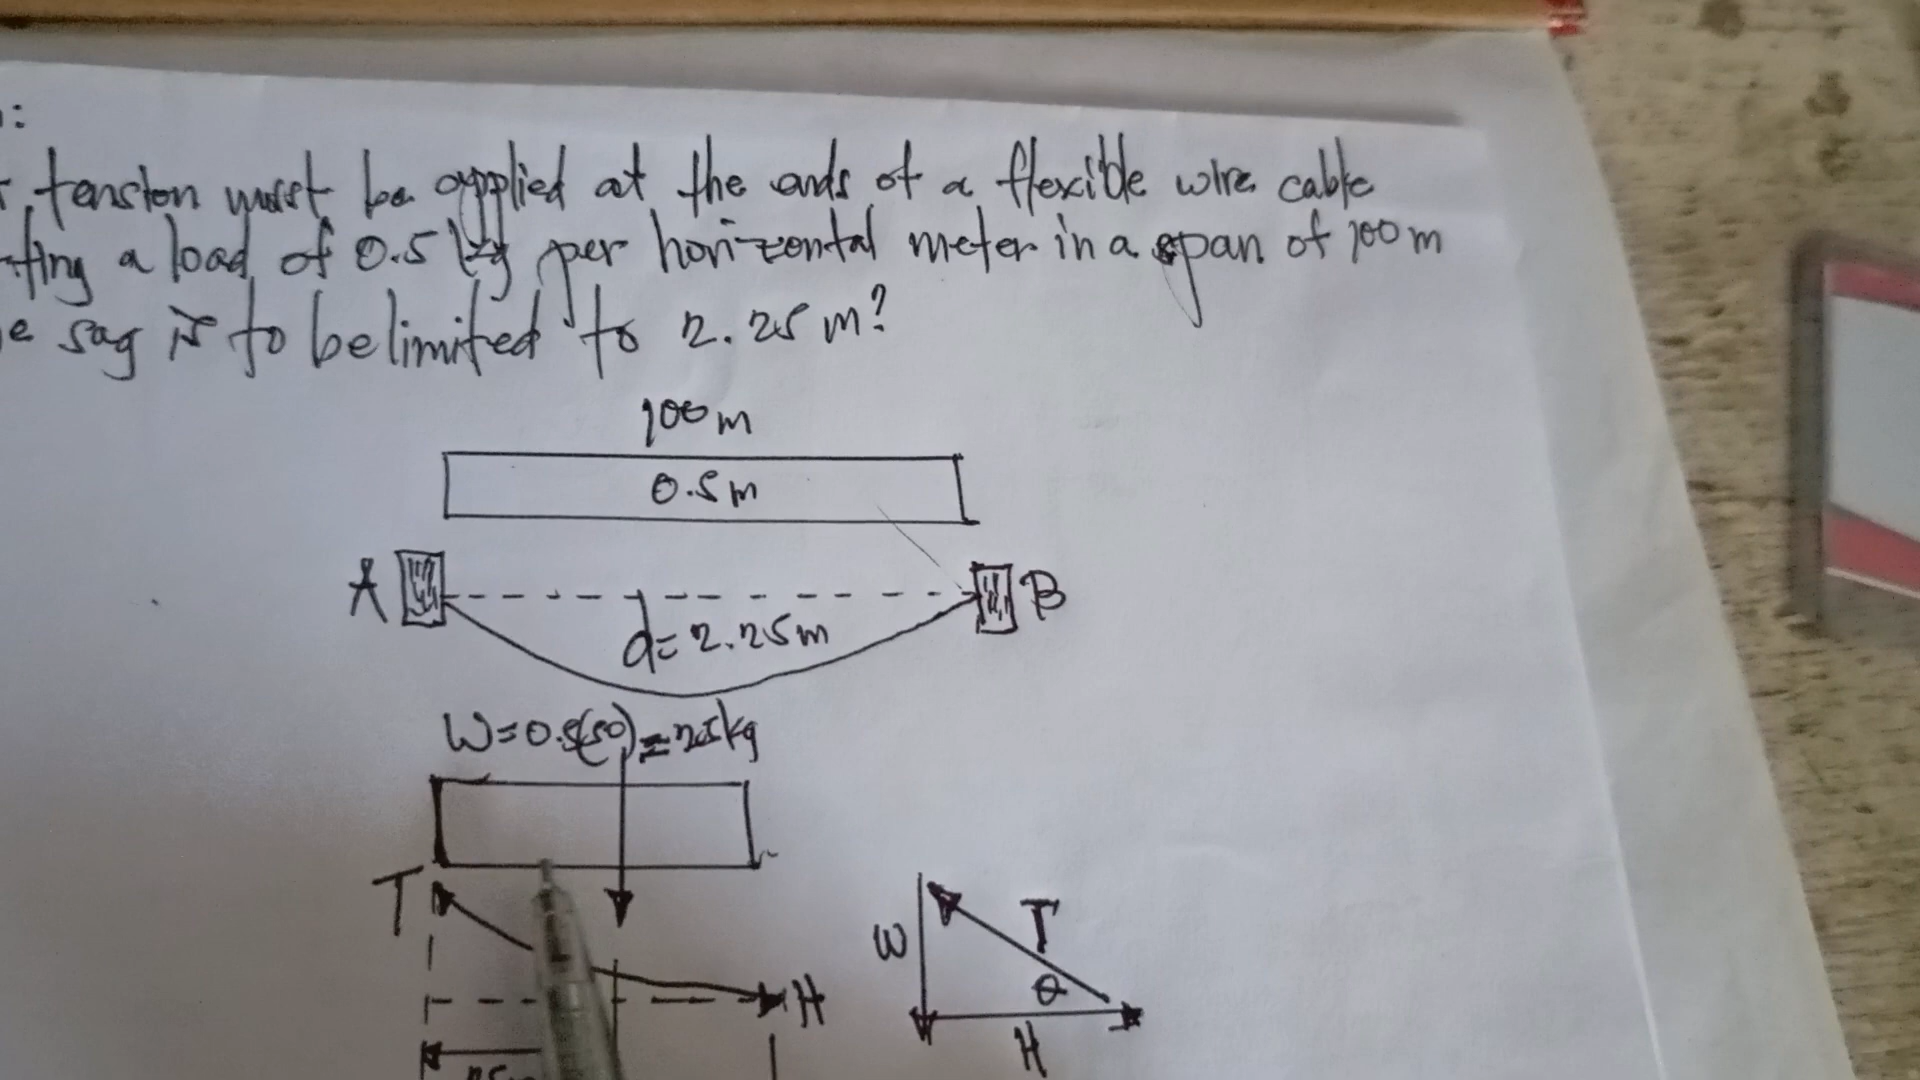 :
tension must be applied at the ends of a flexible wire cable
a load of 0.5 kg per horizontal meter in a span of 100 m
sag is to be limited to 2.25 m?
100 m
0.5 m
A
B
d = 2.25 m
W = 0.5(50) = 25 kg
T
H
W
T
θ
H